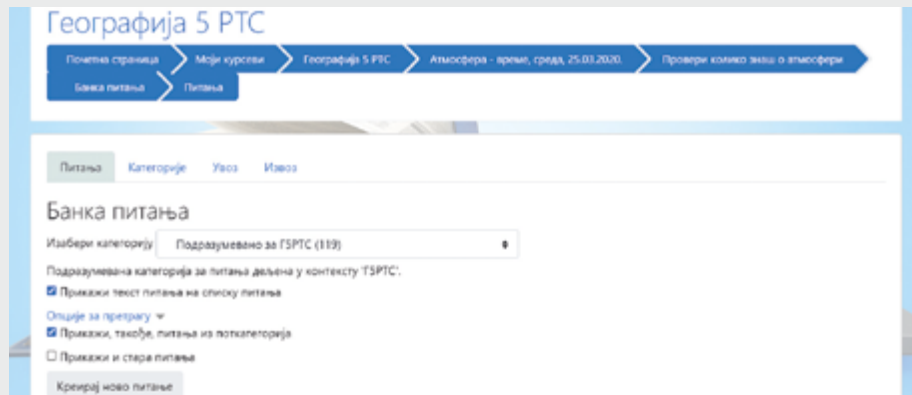 Географија 5 РТС
Почетна страница Моји курсеви Географија 5 РТС Атмосфера - време, среда, 25.03.2020. Провери колико знаш о атмосфери
Банка питања Питања
Питања Категорије Увоз Извоз
Банка питања
Изабери категорију Подразумевано за Г5РТС (119)
Подразумевана категорија за питања дељена у контексту 'Г5РТС'.
Прикажи текст питања на списку питања
Опције за претрагу
Прикажи, такође, питања из поткатегорија
Прикажи и стара питања
Креирај ново питање